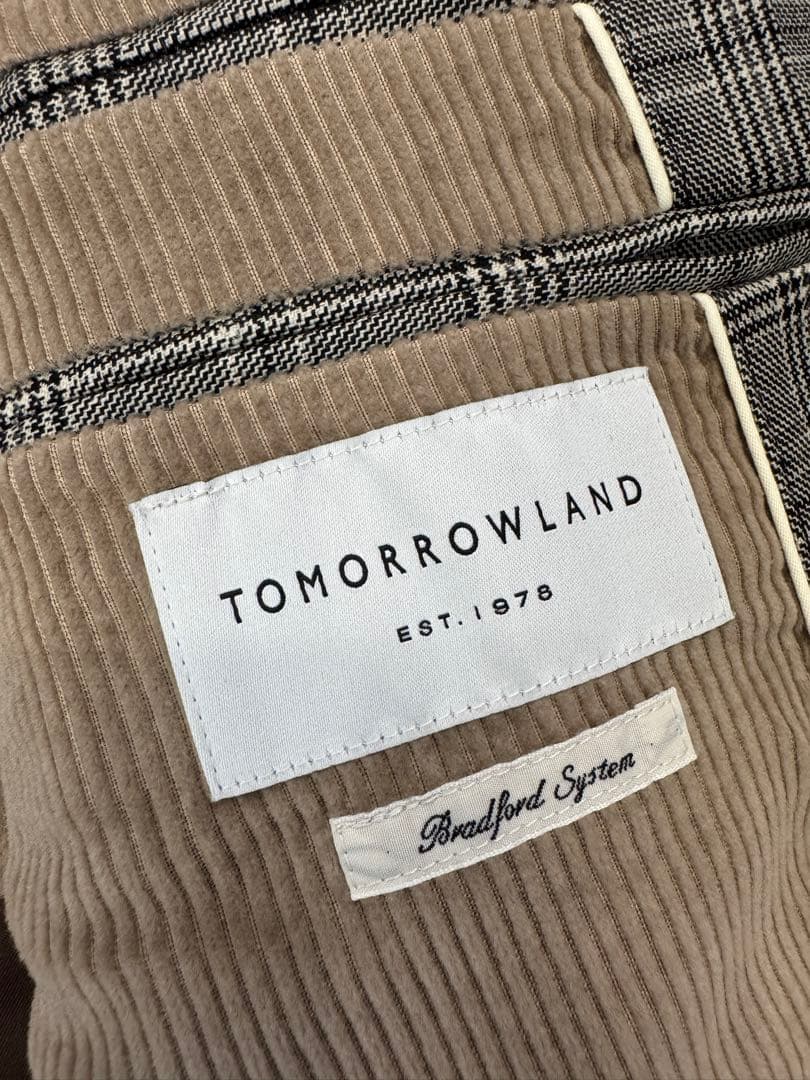 TOMORROWLAND
EST. 1978
Bradford System